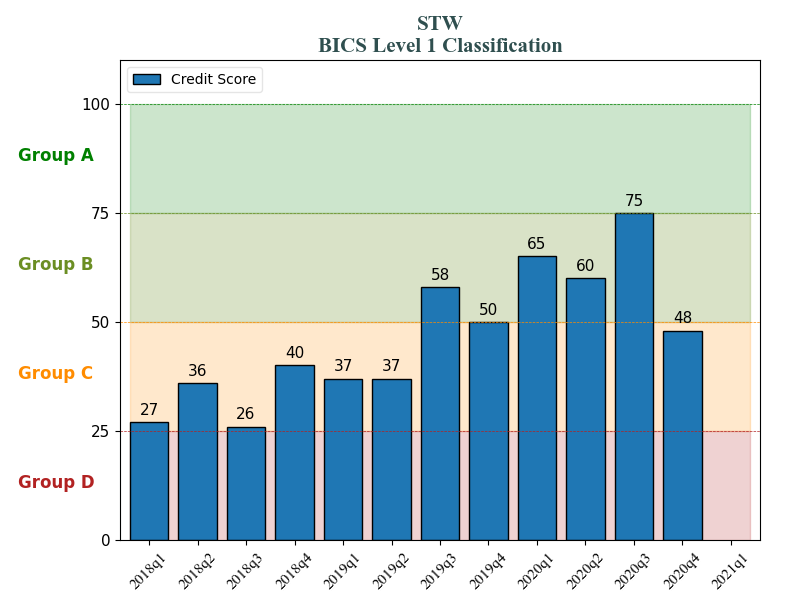 STW
BICS Level 1 Classification
Credit Score
100
Group A
75
75
65
Group B
58
60
50
50
48
40
36
37
37
Group C
27
26
25
Group D
0
2018q1 2018q2 2018q3 2018q4 2019q1 2019q2 2019q3 2019q4 2020q1 2020q2 2020q3 2020q4 2021q1